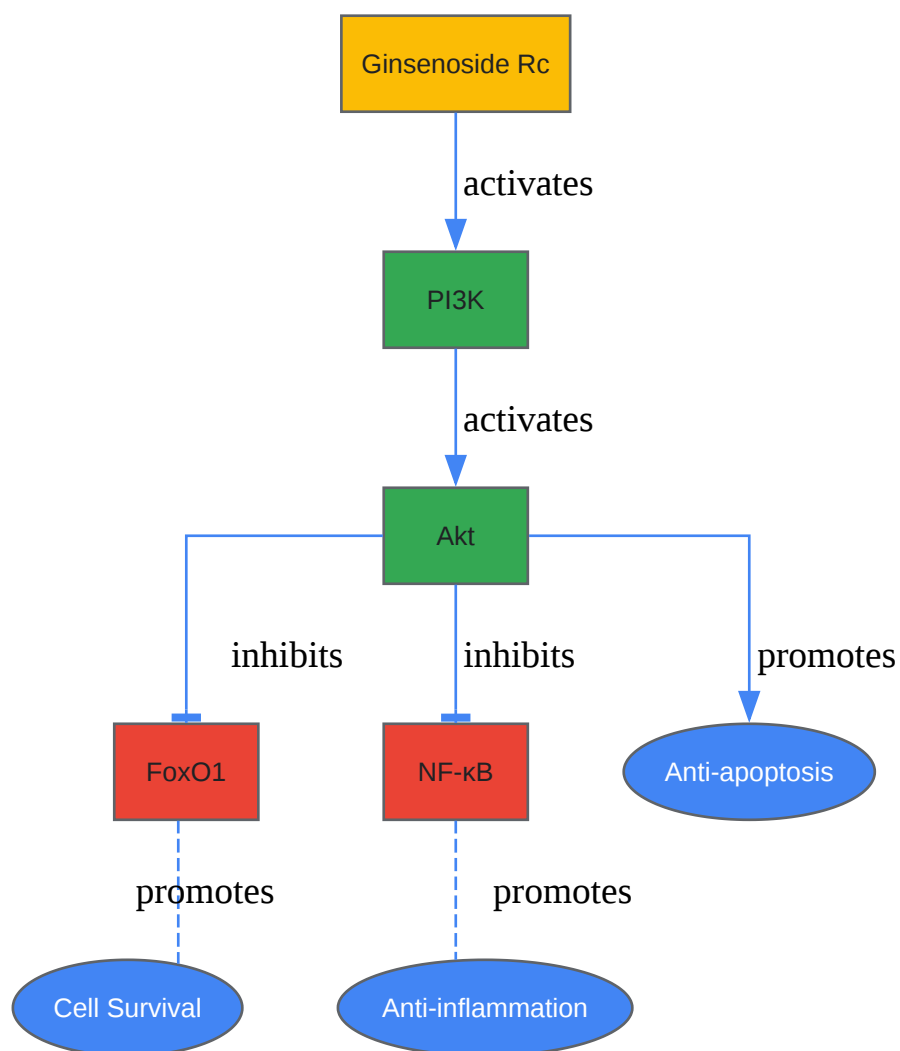 Ginsenoside Rc
activates
PI3K
activates
Akt
inhibits
inhibits
promotes
FoxO1
NF-κB
Anti-apoptosis
promotes
promotes
Cell Survival
Anti-inflammation